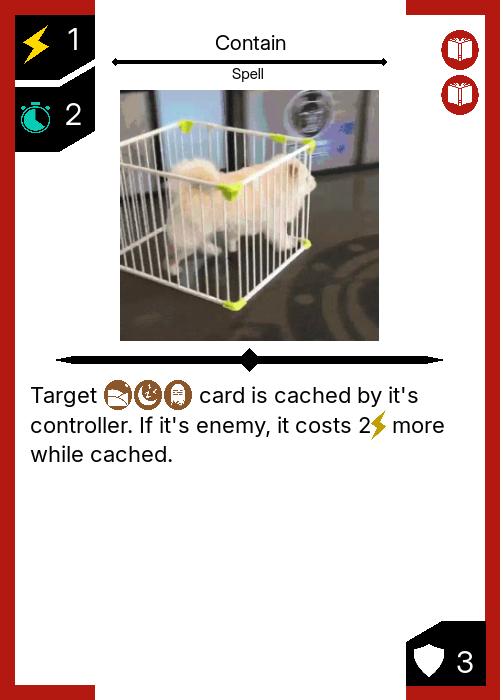 1
Contain
Spell
2
Target card is cached by it's
controller. If it's enemy, it costs 2 more
while cached.
3